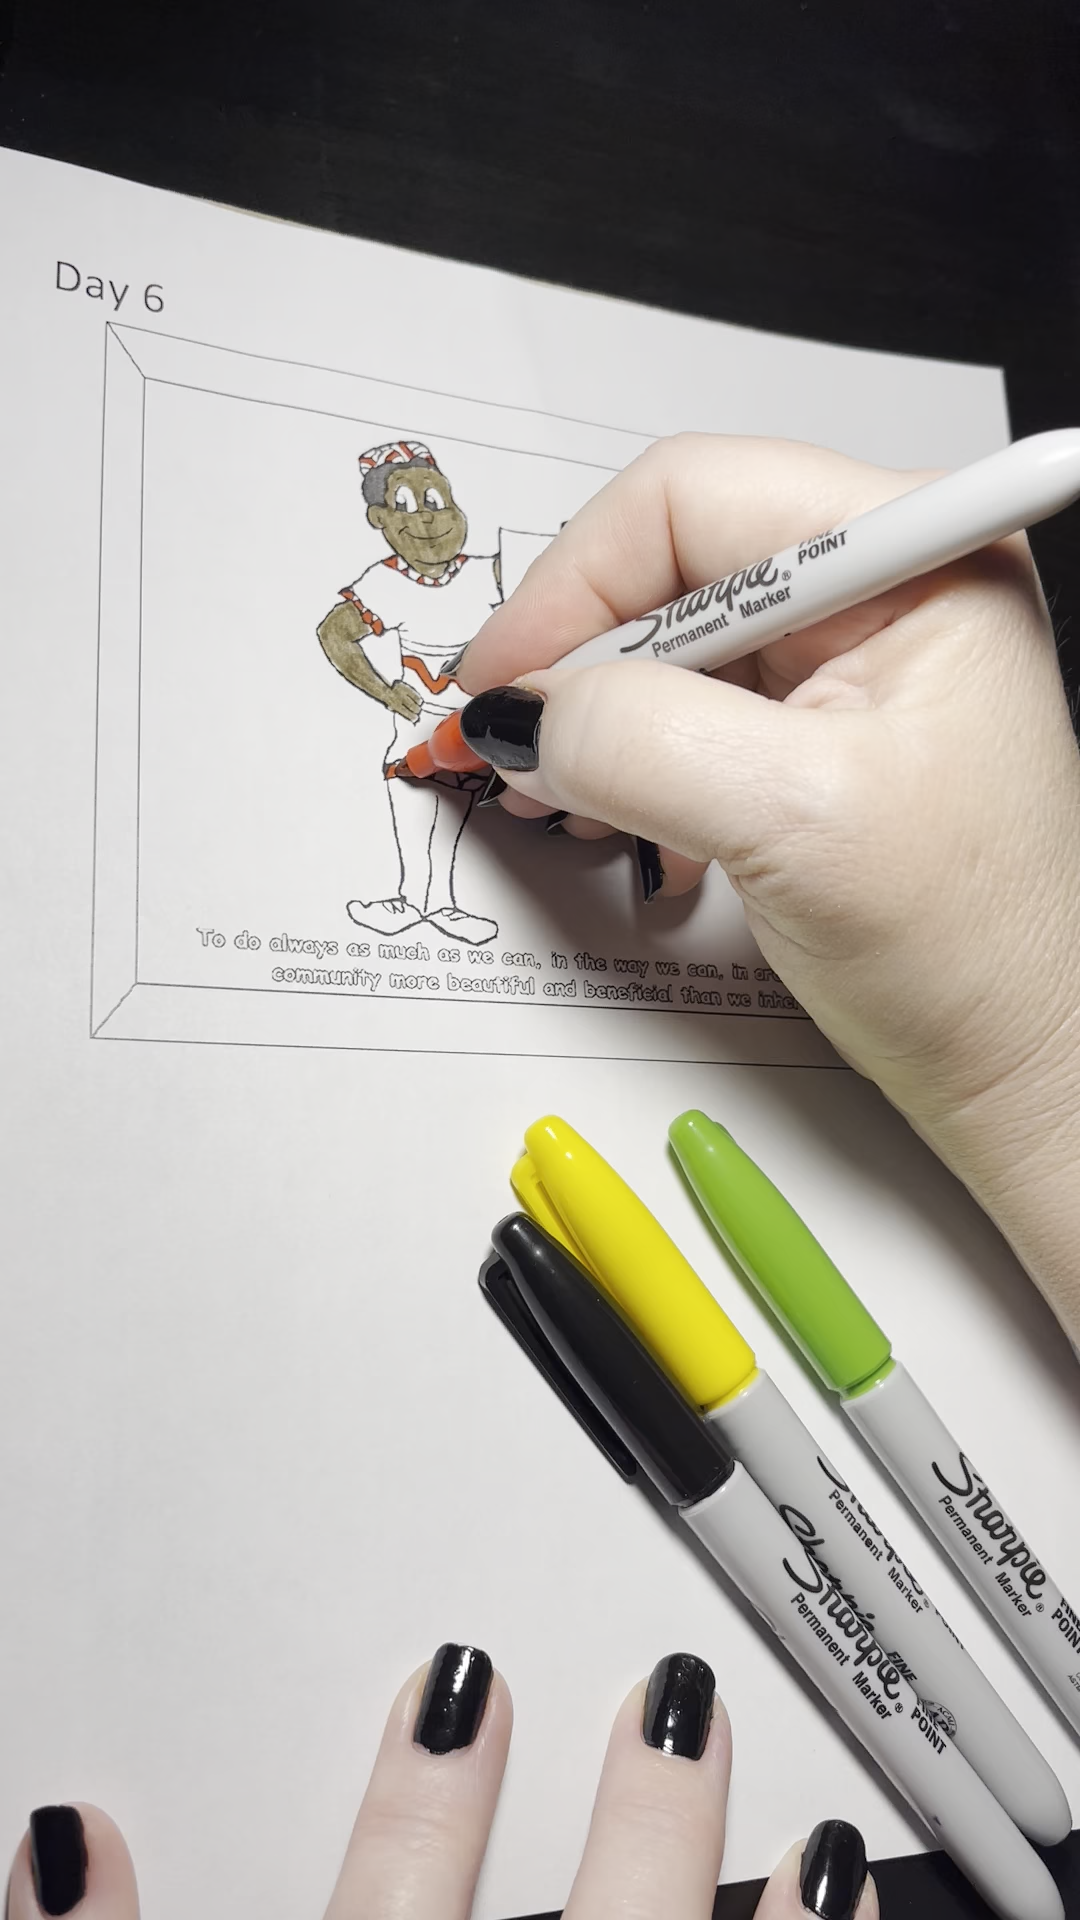 Day 6
FINE
POINT
Sharpie®
Permanent Marker
To do always as much as we can, in the way we can, in
community more beautiful and beneficial than we
Permanent Marker
Sharpie®
Permanent Marker
FINE
POINT
Sharpie®
Permanent Marker
FINE
POINT